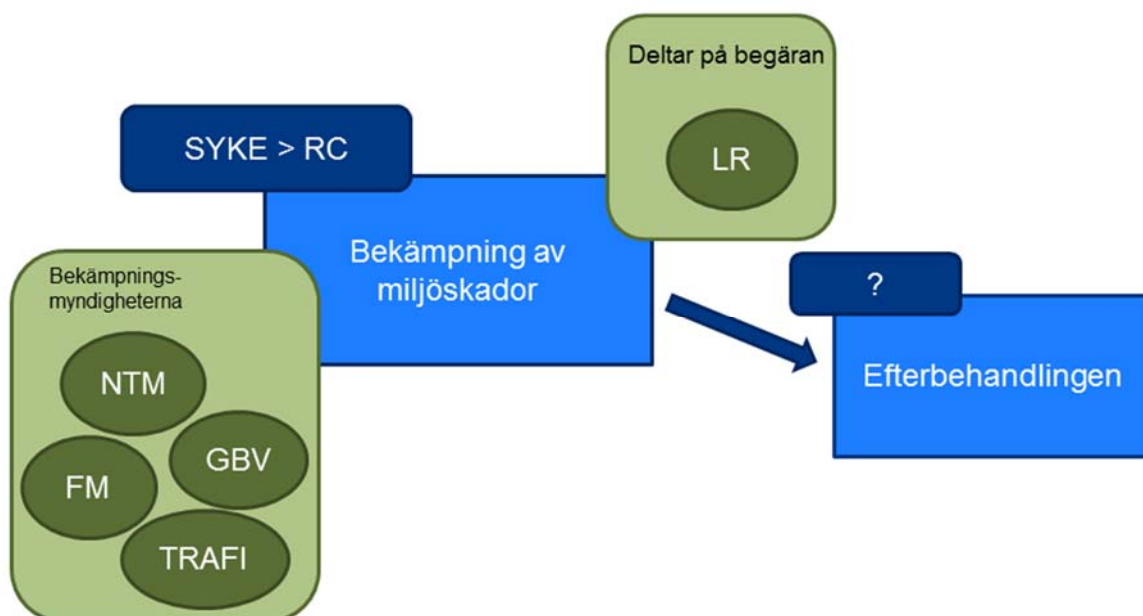 Deltar på begäran
LR
SYKE > RC
Bekämpning av
miljöskador
Bekämpnings-
myndigheterna
NTM
GBV
FM
TRAFI
?
Efterbehandlingen